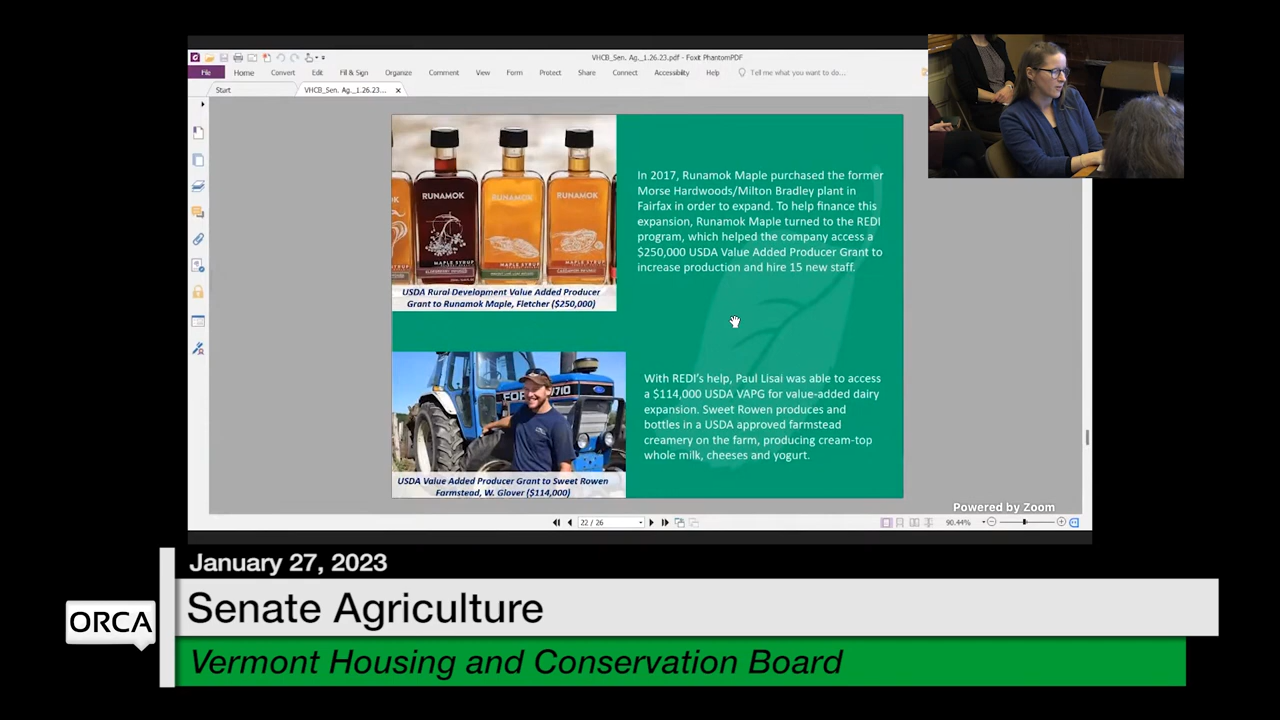 VHCB_Sen. Ag._1.26.23.pdf - Foxit PhantomPDF
File Home Convert Edit Fill & Sign Organize Comment View Form Protect Share Connect Accessibility Help Tell me what you want to do...
Start VHCB_Sen. Ag._1.26.23...
RUNAMOK
RUNAMOK
RUNAMOK
MAPLE SYRUP
MAPLE SYRUP
MAPLE SYRUP
USDA Rural Development Value Added Producer
Grant to Runamok Maple, Fletcher ($250,000)
In 2017, Runamok Maple purchased the former
Morse Hardwoods/Milton Bradley plant in
Fairfax in order to expand. To help finance this
expansion, Runamok Maple turned to the REDI
program, which helped the company access a
$250,000 USDA Value Added Producer Grant to
increase production and hire 15 new staff.
FORD 7710
USDA Value Added Producer Grant to Sweet Rowen
Farmstead, W. Glover ($114,000)
With REDI's help, Paul Lisai was able to access
a $114,000 USDA VAPG for value-added dairy
expansion. Sweet Rowen produces and
bottles in a USDA approved farmstead
creamery on the farm, producing cream-top
whole milk, cheeses and yogurt.
Powered by Zoom
22 / 26
90.44%
January 27, 2023
ORCA
Senate Agriculture
Vermont Housing and Conservation Board